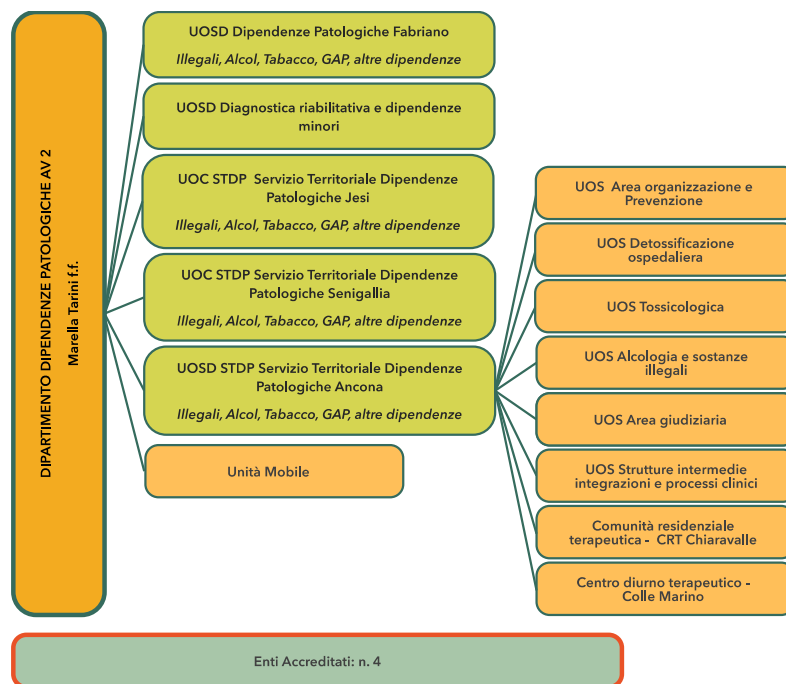 DIPARTIMENTO DIPENDENZE PATOLOGICHE AV 2
Marella Tarini f.f.
UOSD Dipendenze Patologiche Fabriano
Illegali, Alcol, Tabacco, GAP, altre dipendenze
UOSD Diagnostica riabilitativa e dipendenze
minori
UOC STDP  Servizio Territoriale Dipendenze
Patologiche Jesi
Illegali, Alcol, Tabacco, GAP, altre dipendenze
UOC STDP Servizio Territoriale Dipendenze
Patologiche Senigallia
Illegali, Alcol, Tabacco, GAP, altre dipendenze
UOSD STDP Servizio Territoriale Dipendenze
Patologiche Ancona
Illegali, Alcol, Tabacco, GAP, altre dipendenze
Unità Mobile
UOS  Area organizzazione e
Prevenzione
UOS Detossificazione
ospedaliera
UOS Tossicologica
UOS Alcologia e sostanze
illegali
UOS Area giudiziaria
UOS Strutture intermedie
integrazioni e processi clinici
Comunità residenziale
terapeutica -  CRT Chiaravalle
Centro diurno terapeutico -
Colle Marino
Enti Accreditati: n. 4